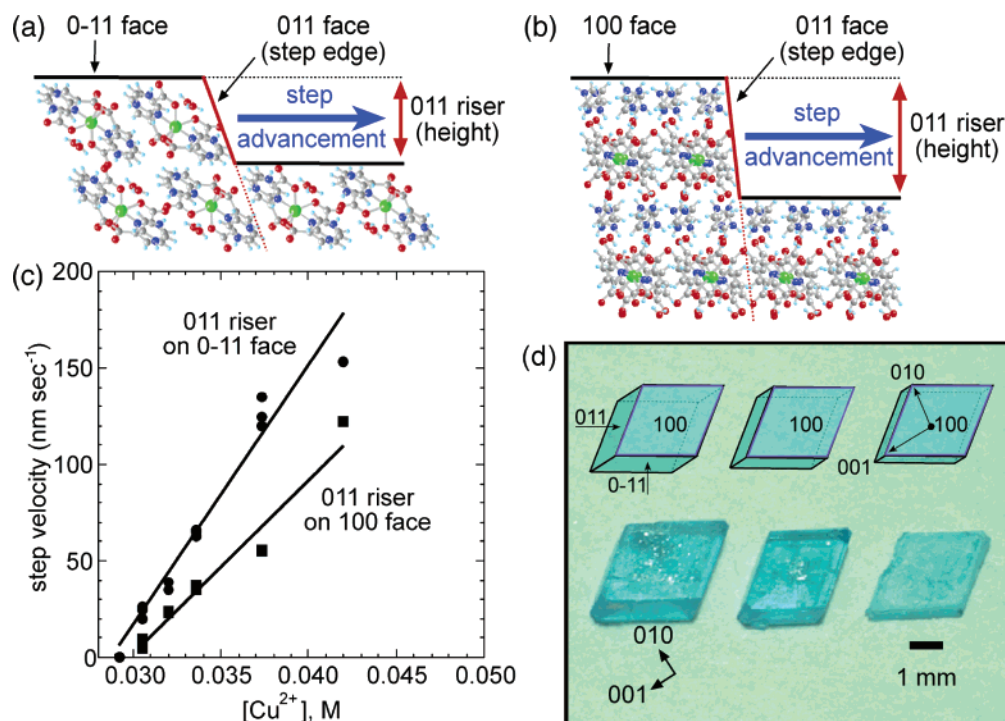 (a)
0-11 face
011 face
(step edge)
step
advancement
011 riser
(height)
(b)
100 face
011 face
(step edge)
step
advancement
011 riser
(height)
(c)
200
150
100
50
0
step velocity (nm sec⁻¹)
011 riser
on 0-11 face
011 riser
on 100 face
0.030
0.035
0.040
0.045
0.050
[Cu²⁺], M
(d)
010
011
100
100
100
001
0-11
010
001
1 mm